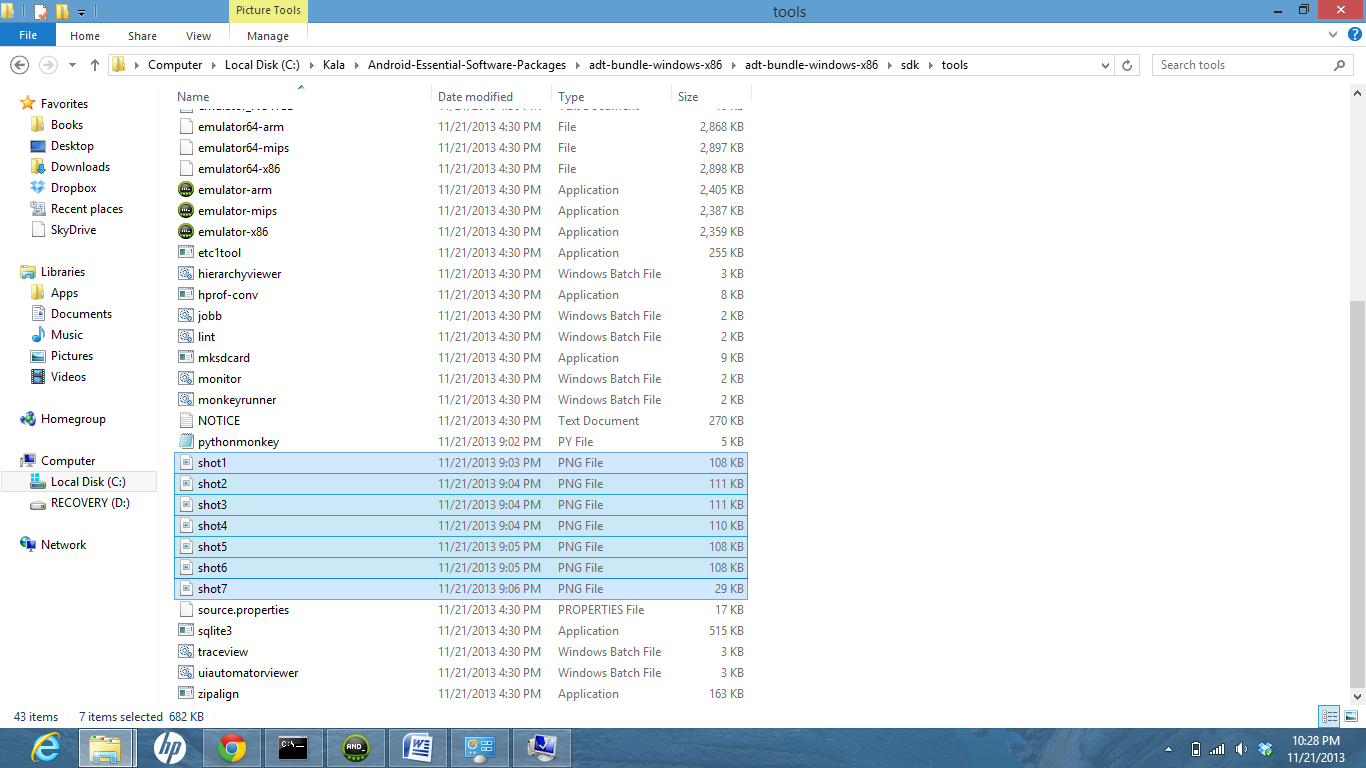 Picture Tools
tools
File Home Share View Manage
Computer Local Disk (C:) Kala Android-Essential-Software-Packages adt-bundle-windows-x86 adt-bundle-windows-x86 sdk tools
Search tools
Favorites
Books
Desktop
Downloads
Dropbox
Recent places
SkyDrive
Libraries
Apps
Documents
Music
Pictures
Videos
Homegroup
Computer
Local Disk (C:)
RECOVERY (D:)
Network
Name Date modified Type Size
emulator64-arm 11/21/2013 4:30 PM File 2,868 KB
emulator64-mips 11/21/2013 4:30 PM File 2,897 KB
emulator64-x86 11/21/2013 4:30 PM File 2,898 KB
emulator-arm 11/21/2013 4:30 PM Application 2,405 KB
emulator-mips 11/21/2013 4:30 PM Application 2,387 KB
emulator-x86 11/21/2013 4:30 PM Application 2,359 KB
etc1tool 11/21/2013 4:30 PM Application 255 KB
hierarchyviewer 11/21/2013 4:30 PM Windows Batch File 3 KB
hprof-conv 11/21/2013 4:30 PM Application 8 KB
jobb 11/21/2013 4:30 PM Windows Batch File 2 KB
lint 11/21/2013 4:30 PM Windows Batch File 2 KB
mksdcard 11/21/2013 4:30 PM Application 9 KB
monitor 11/21/2013 4:30 PM Windows Batch File 2 KB
monkeyrunner 11/21/2013 4:30 PM Windows Batch File 2 KB
NOTICE 11/21/2013 4:30 PM Text Document 270 KB
pythonmonkey 11/21/2013 9:02 PM PY File 5 KB
shot1 11/21/2013 9:03 PM PNG File 108 KB
shot2 11/21/2013 9:04 PM PNG File 111 KB
shot3 11/21/2013 9:04 PM PNG File 111 KB
shot4 11/21/2013 9:04 PM PNG File 110 KB
shot5 11/21/2013 9:05 PM PNG File 108 KB
shot6 11/21/2013 9:05 PM PNG File 108 KB
shot7 11/21/2013 9:06 PM PNG File 29 KB
source.properties 11/21/2013 4:30 PM PROPERTIES File 17 KB
sqlite3 11/21/2013 4:30 PM Application 515 KB
traceview 11/21/2013 4:30 PM Windows Batch File 3 KB
uiautomatorviewer 11/21/2013 4:30 PM Windows Batch File 3 KB
zipalign 11/21/2013 4:30 PM Application 163 KB
43 items 7 items selected 682 KB
10:28 PM
11/21/2013